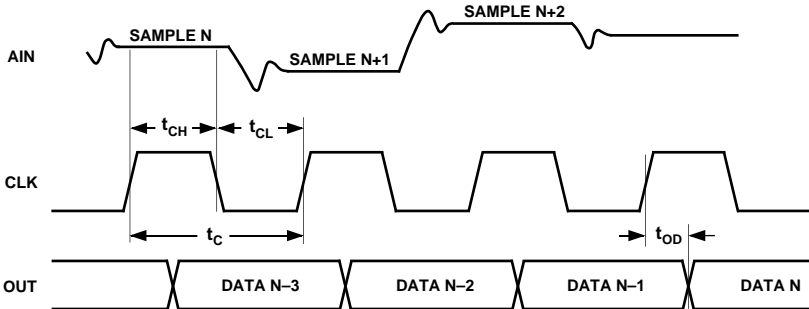 SAMPLE N+2
SAMPLE N
AIN
SAMPLE N+1
tCH
tCL
CLK
tC
tOD
OUT
DATA N–3
DATA N–2
DATA N–1
DATA N